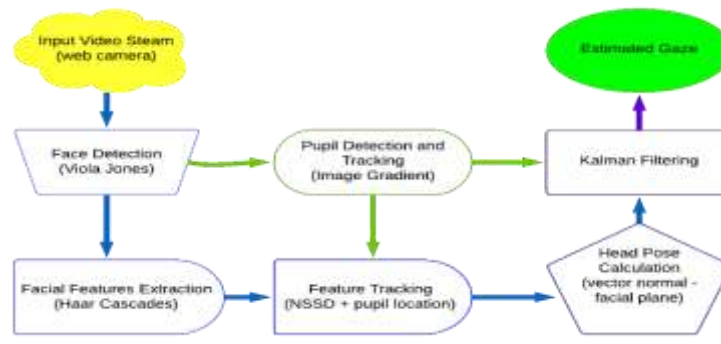 Input Video Steam
(web camera)
Estimated Gaze
Face Detection
(Viola Jones)
Pupil Detection and
Tracking
(Image Gradient)
Kalman Filtering
Facial Features Extraction
(Haar Cascades)
Feature Tracking
(NSSD + pupil location)
Head Pose
Calculation
(vector normal -
facial plane)